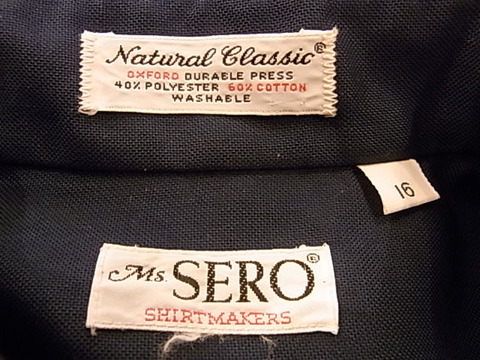 Natural Classic®
OXFORD DURABLE PRESS
40% POLYESTER 60% COTTON
WASHABLE
16
Ms. SERO®
SHIRTMAKERS